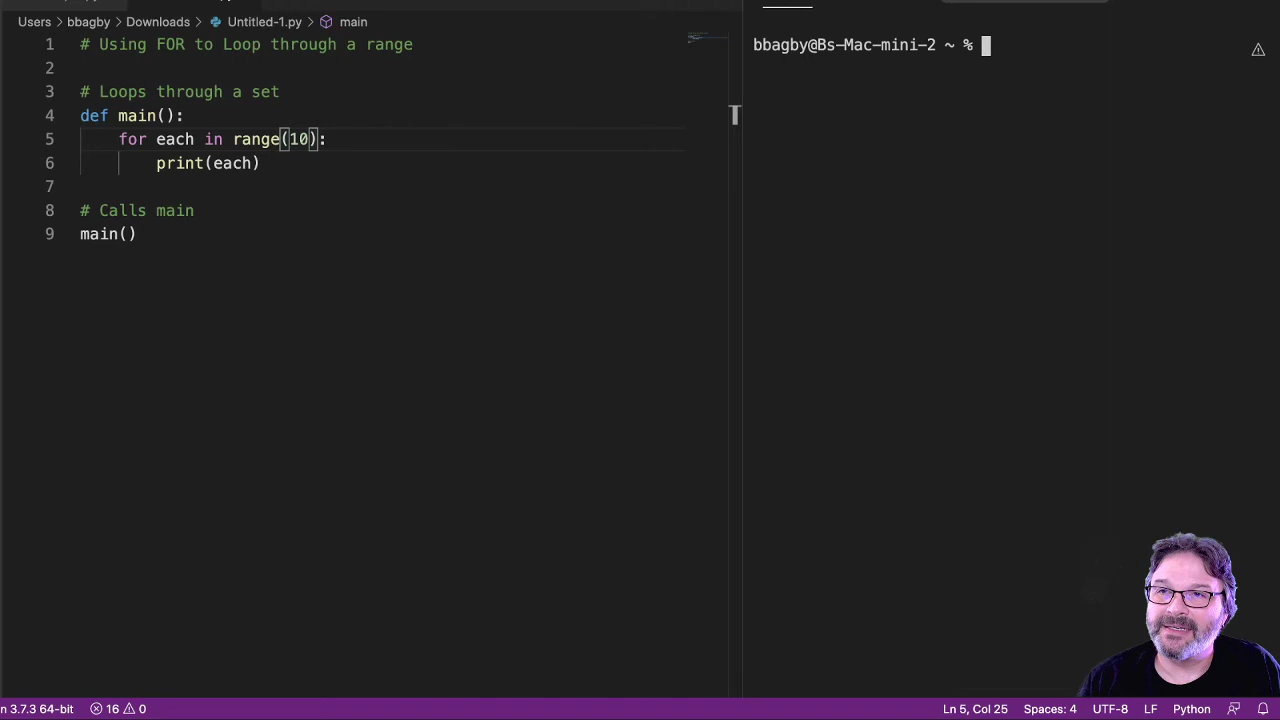 Users > bbagby > Downloads > Untitled-1.py > main
1 # Using FOR to Loop through a range
2
3 # Loops through a set
4 def main():
5 for each in range(10):
6 print(each)
7
8 # Calls main
9 main()
bbagby@Bs-Mac-mini-2 ~ %
n 3.7.3 64-bit 16 0 Ln 5, Col 25 Spaces: 4 UTF-8 LF Python